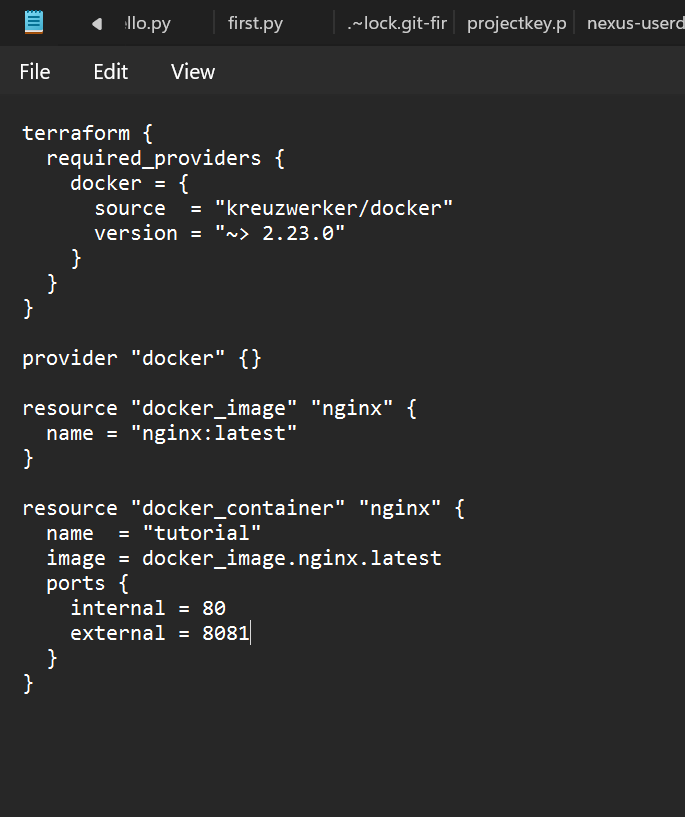 llo.py
first.py
.~lock.git-fir
projectkey.p
nexus-userd
File
Edit
View
terraform {
  required_providers {
    docker = {
      source  = "kreuzwerker/docker"
      version = "~> 2.23.0"
    }
  }
}

provider "docker" {}

resource "docker_image" "nginx" {
  name = "nginx:latest"
}

resource "docker_container" "nginx" {
  name  = "tutorial"
  image = docker_image.nginx.latest
  ports {
    internal = 80
    external = 8081
  }
}